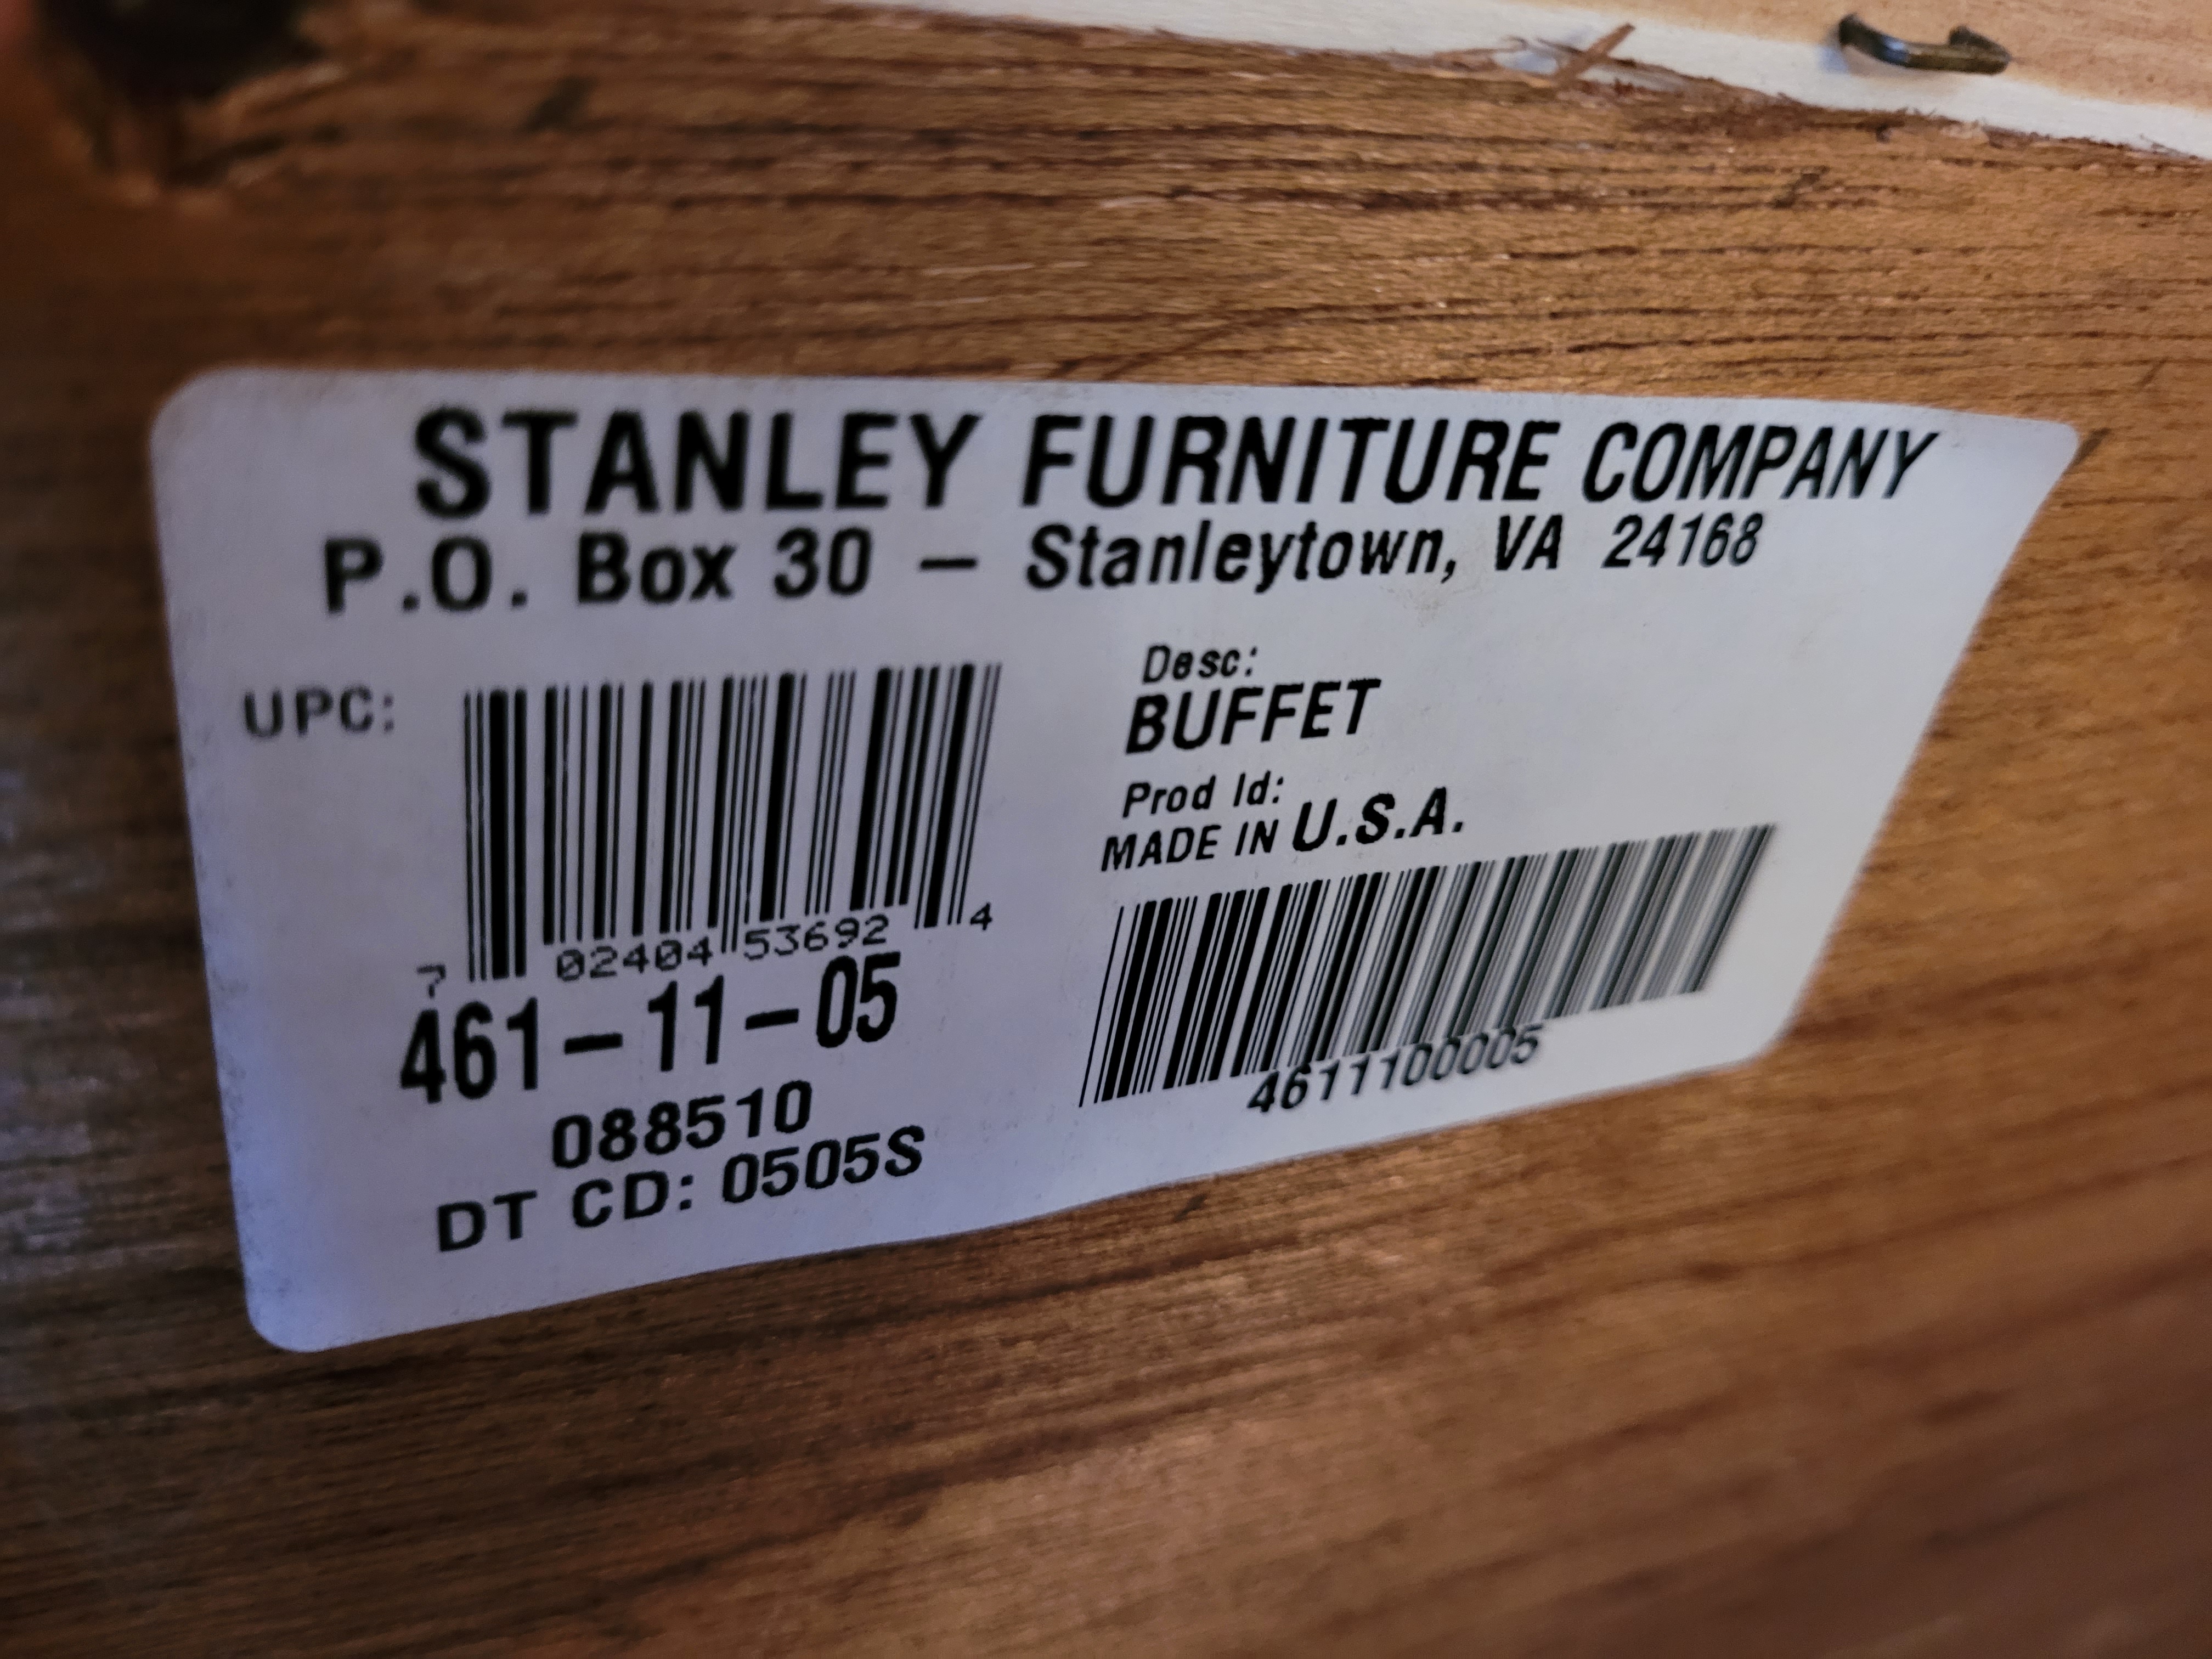 STANLEY FURNITURE COMPANY
P.O. Box 30 – Stanleytown, VA 24168
UPC:
7 02404 53692 4
461-11-05
088510
DT CD: 0505S
Desc:
BUFFET
Prod Id:
MADE IN U.S.A.
4611100005